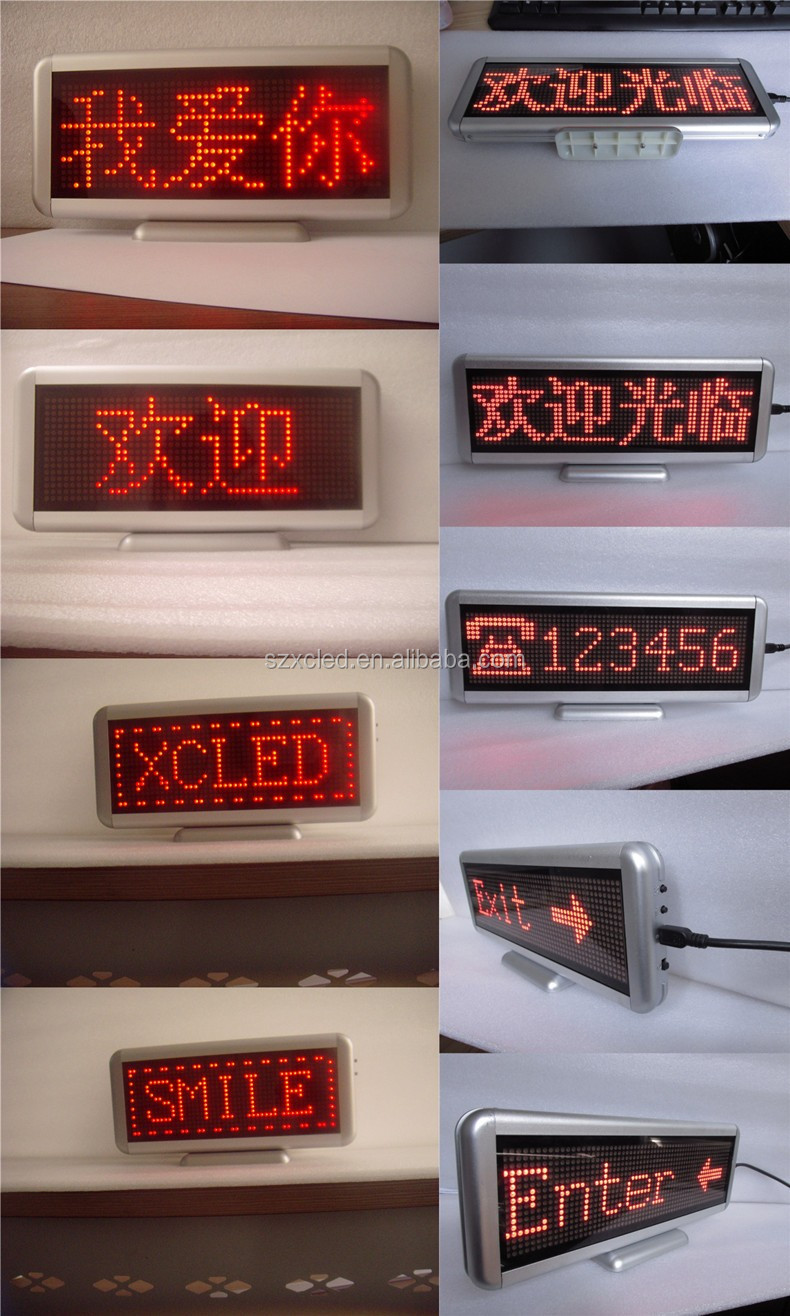 我爱你
欢迎
XCLED
SMILE
欢迎光临
欢迎光临
☎123456
Exit →
Enter ←
szxcled.en.alibaba.com